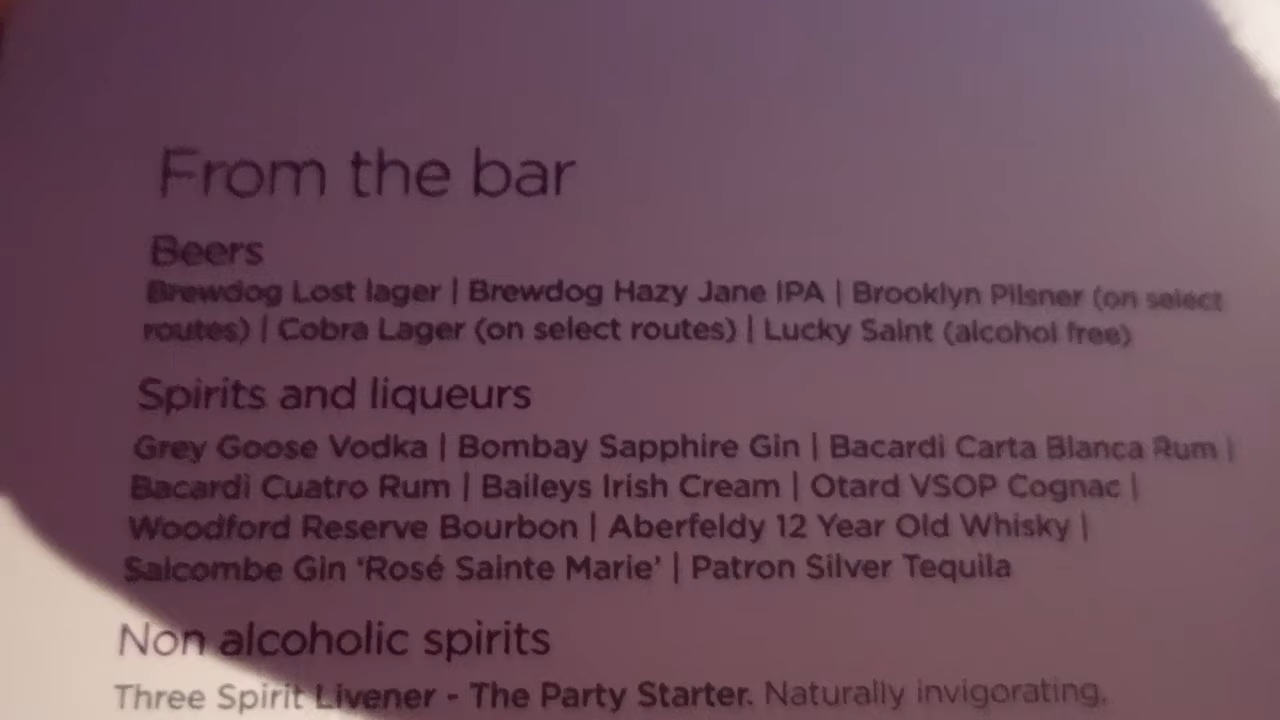 From the bar
Beers
Brewdog Lost lager | Brewdog Hazy Jane IPA | Brooklyn Pilsner (on select
routes) | Cobra Lager (on select routes) | Lucky Saint (alcohol free)
Spirits and liqueurs
Grey Goose Vodka | Bombay Sapphire Gin | Bacardi Carta Blanca Rum |
Bacardi Cuatro Rum | Baileys Irish Cream | Otard VSOP Cognac |
Woodford Reserve Bourbon | Aberfeldy 12 Year Old Whisky |
Salcombe Gin ‘Rosé Sainte Marie’ | Patron Silver Tequila
Non alcoholic spirits
Three Spirit Livener - The Party Starter. Naturally invigorating.